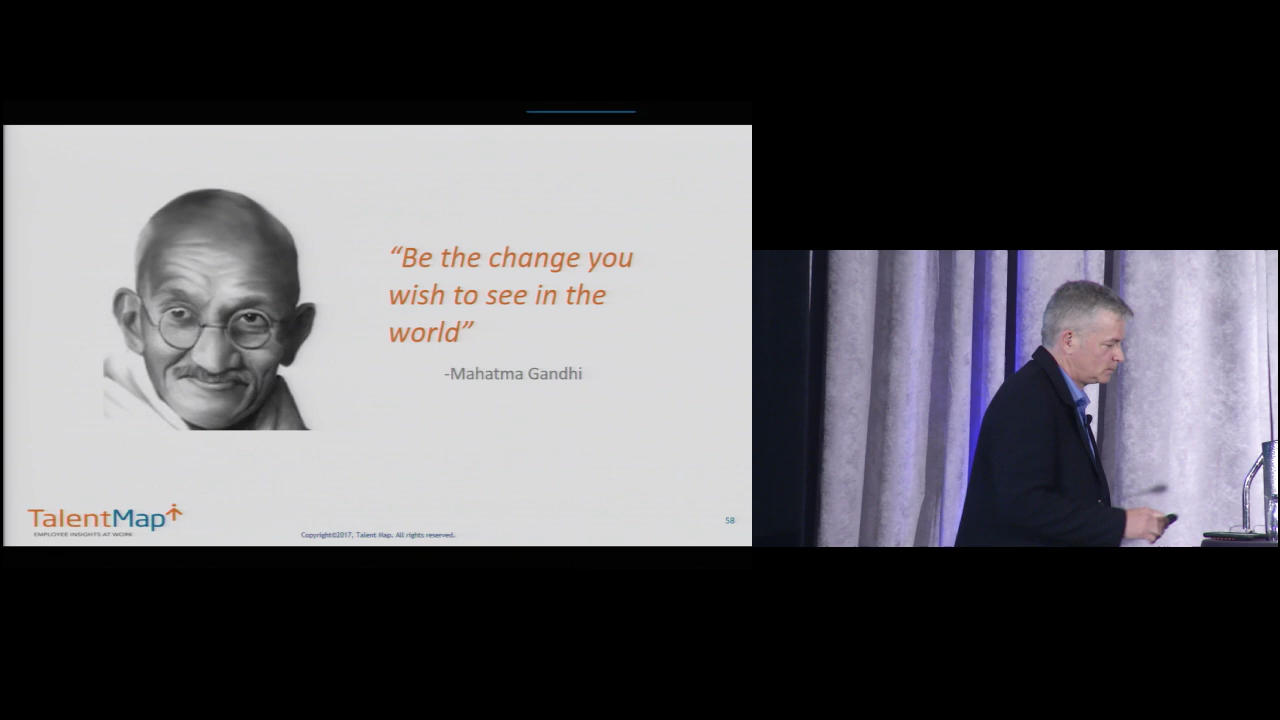 “Be the change you
wish to see in the
world”
-Mahatma Gandhi
TalentMap
EMPLOYEE INSIGHTS AT WORK
Copyright©2017, Talent Map. All rights reserved.
58